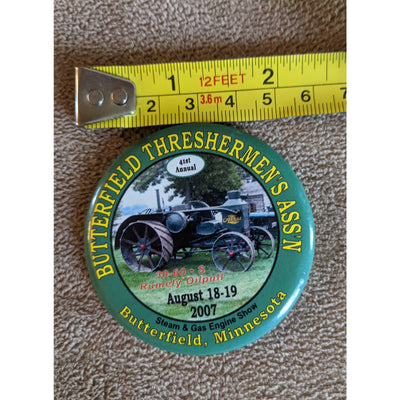 1 12FEET 2
2 3 3.6m 4 5 6 7
BUTTERFIELD THRESHERMEN'S ASS'N
41st
Annual
Rumely Oilpull
August 18-19
2007
Steam & Gas Engine Show
Butterfield, Minnesota